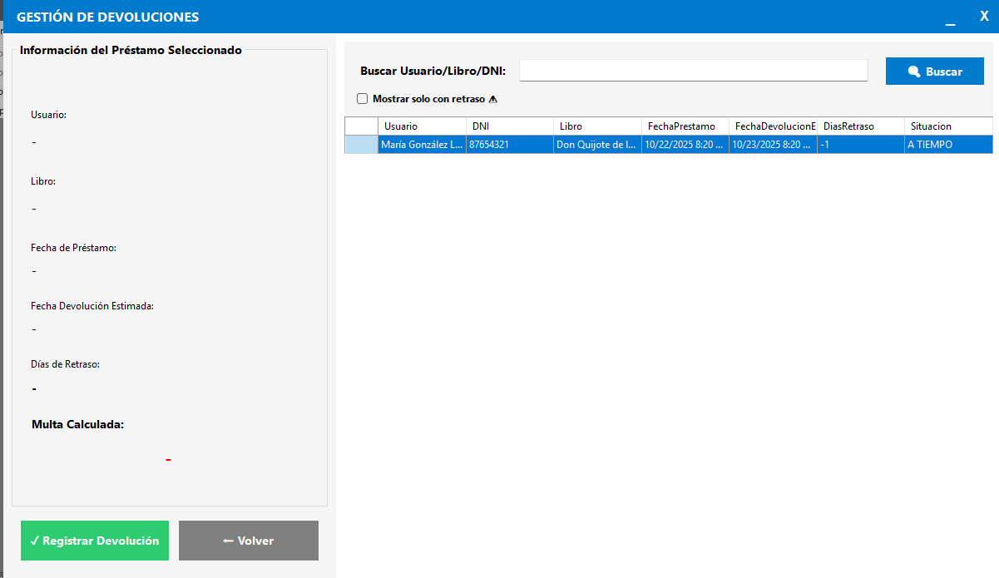 GESTIÓN DE DEVOLUCIONES
_ X
Información del Préstamo Seleccionado
Usuario:
-
Libro:
-
Fecha de Préstamo:
-
Fecha Devolución Estimada:
-
Días de Retraso:
-
Multa Calculada:
-
✓ Registrar Devolución
← Volver
Buscar Usuario/Libro/DNI:
Buscar
Mostrar solo con retraso ⚠
Usuario DNI Libro FechaPrestamo FechaDevolucionE DiasRetraso Situacion
María González L... 87654321 Don Quijote de l... 10/22/2025 8:20 ... 10/23/2025 8:20 ... -1 A TIEMPO